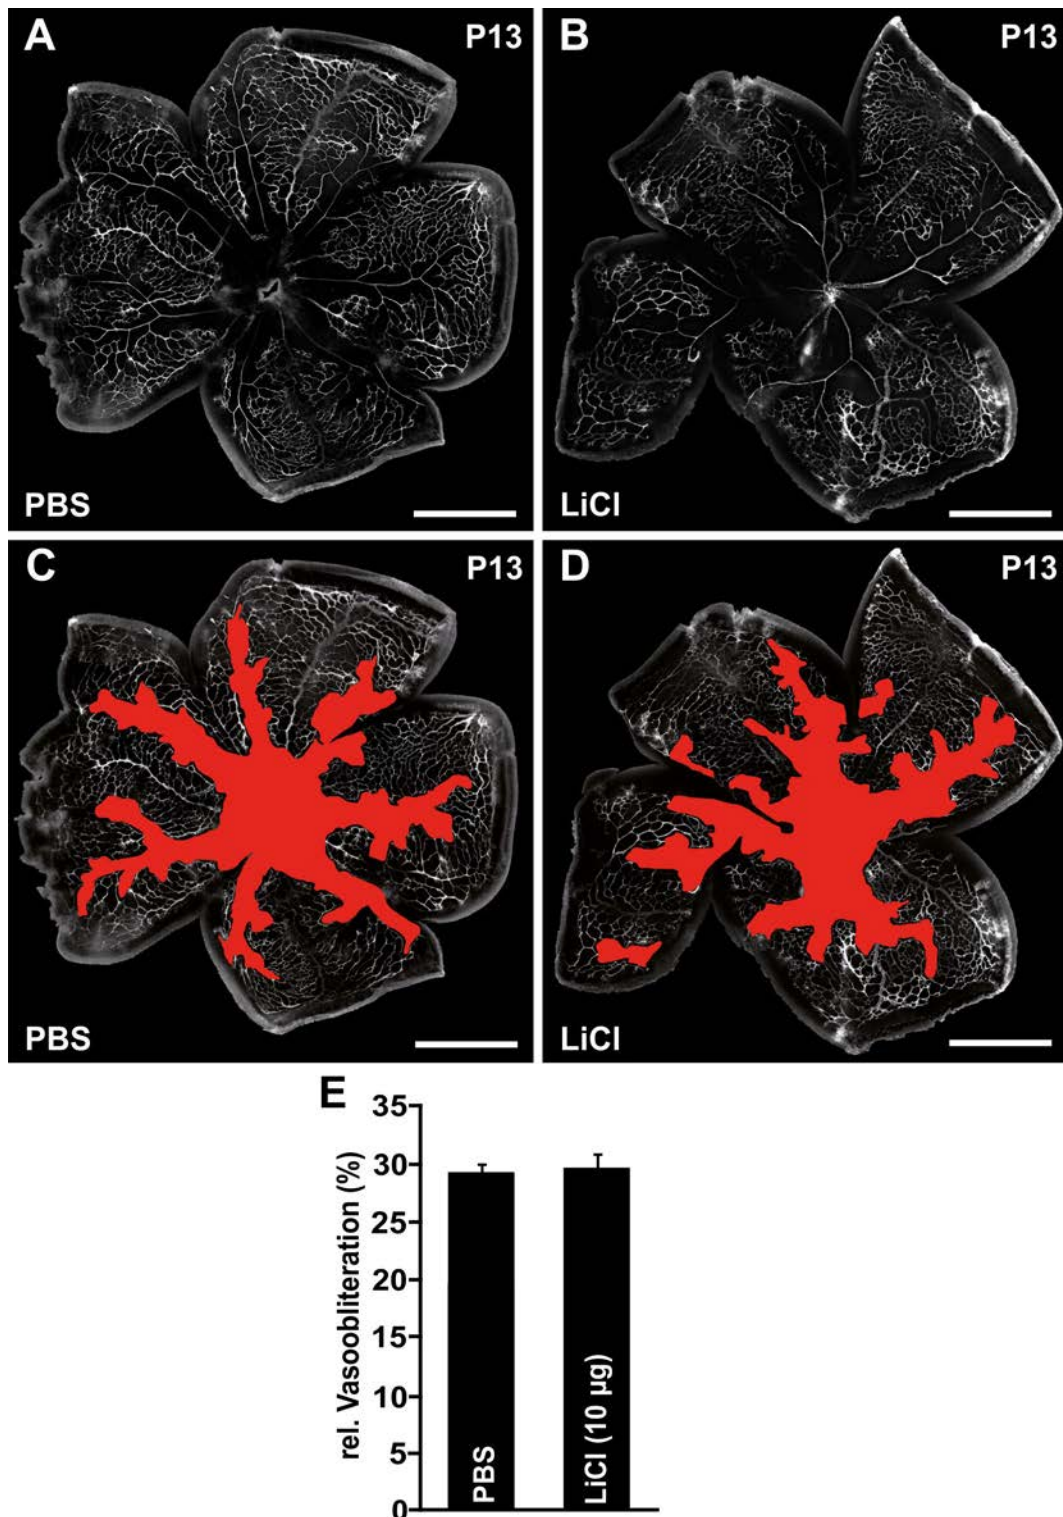 A P13
PBS
B P13
LiCl
C P13
PBS
D P13
LiCl
E
rel. Vasoobliteration (%)
35
30
25
20
15
10
5
0
PBS
LiCl (10 µg)